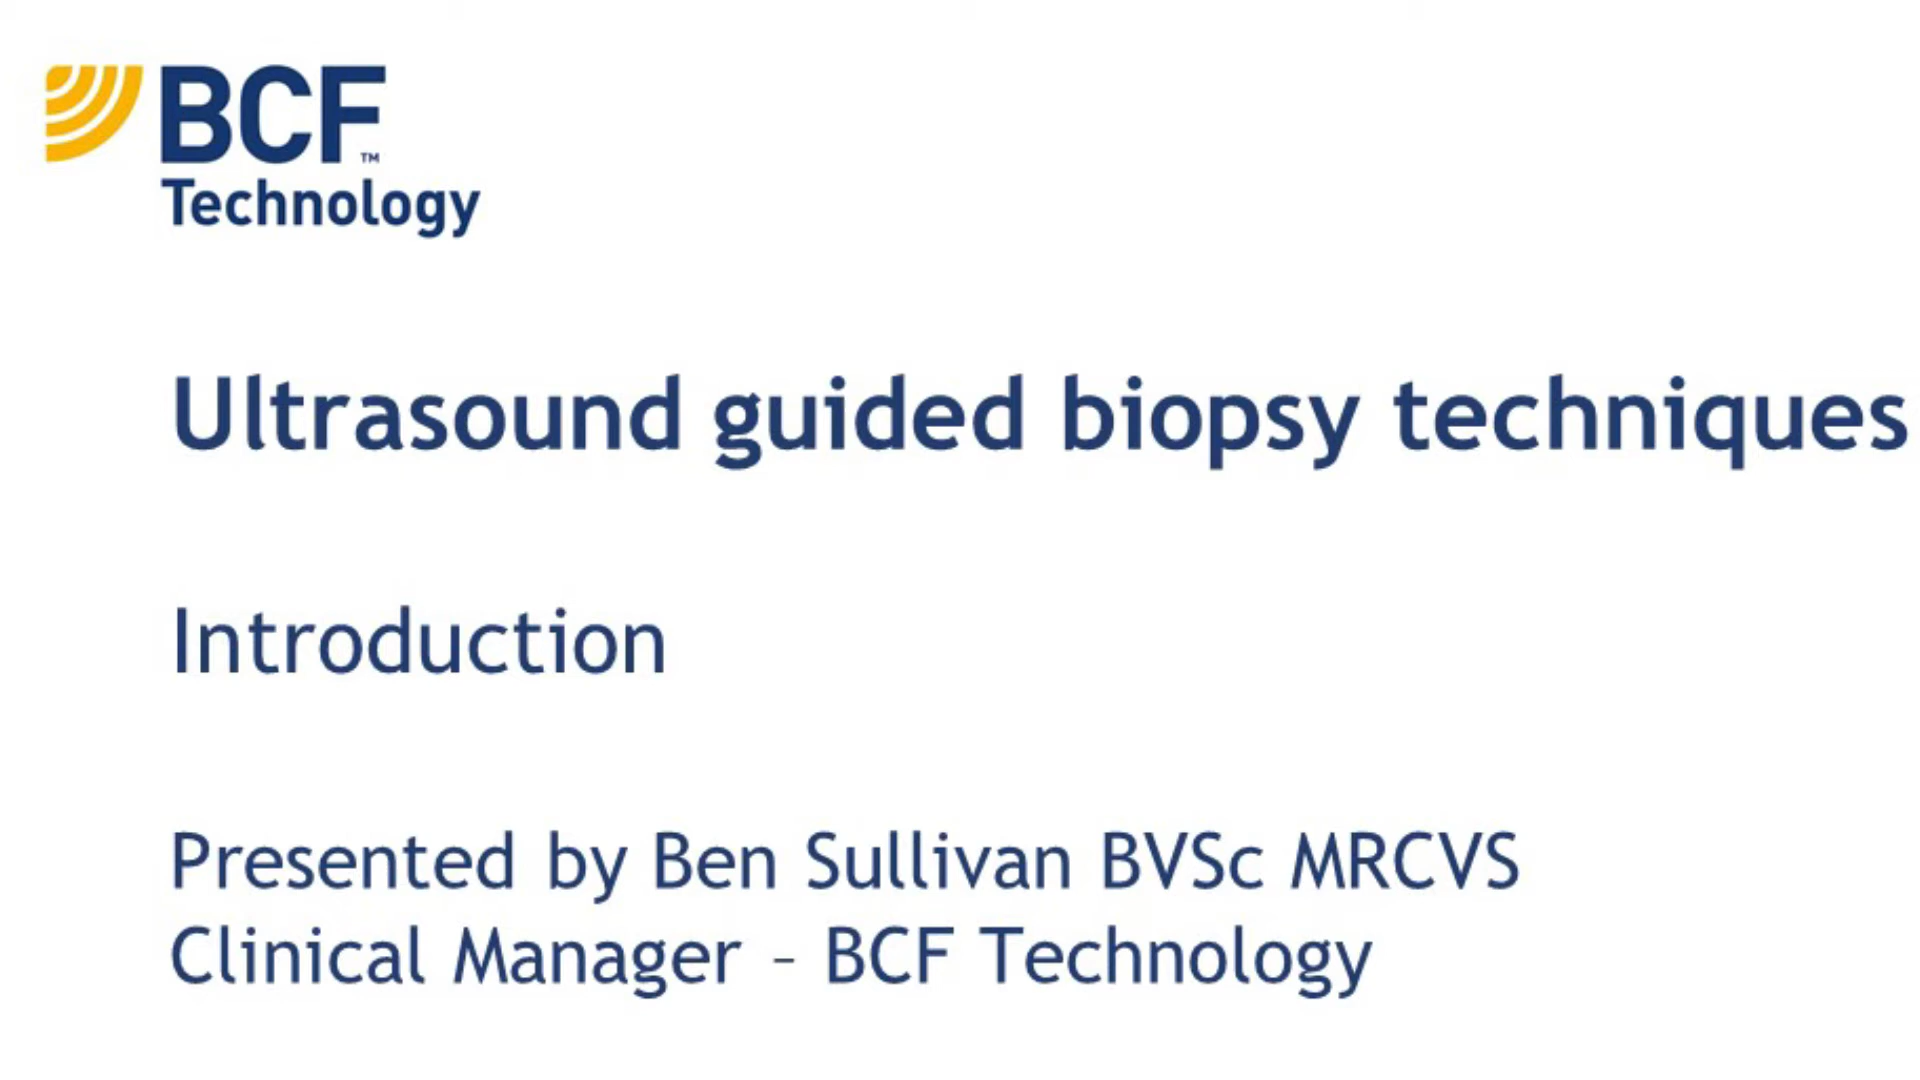 BCF™
Technology
Ultrasound guided biopsy techniques
Introduction
Presented by Ben Sullivan BVSc MRCVS
Clinical Manager – BCF Technology